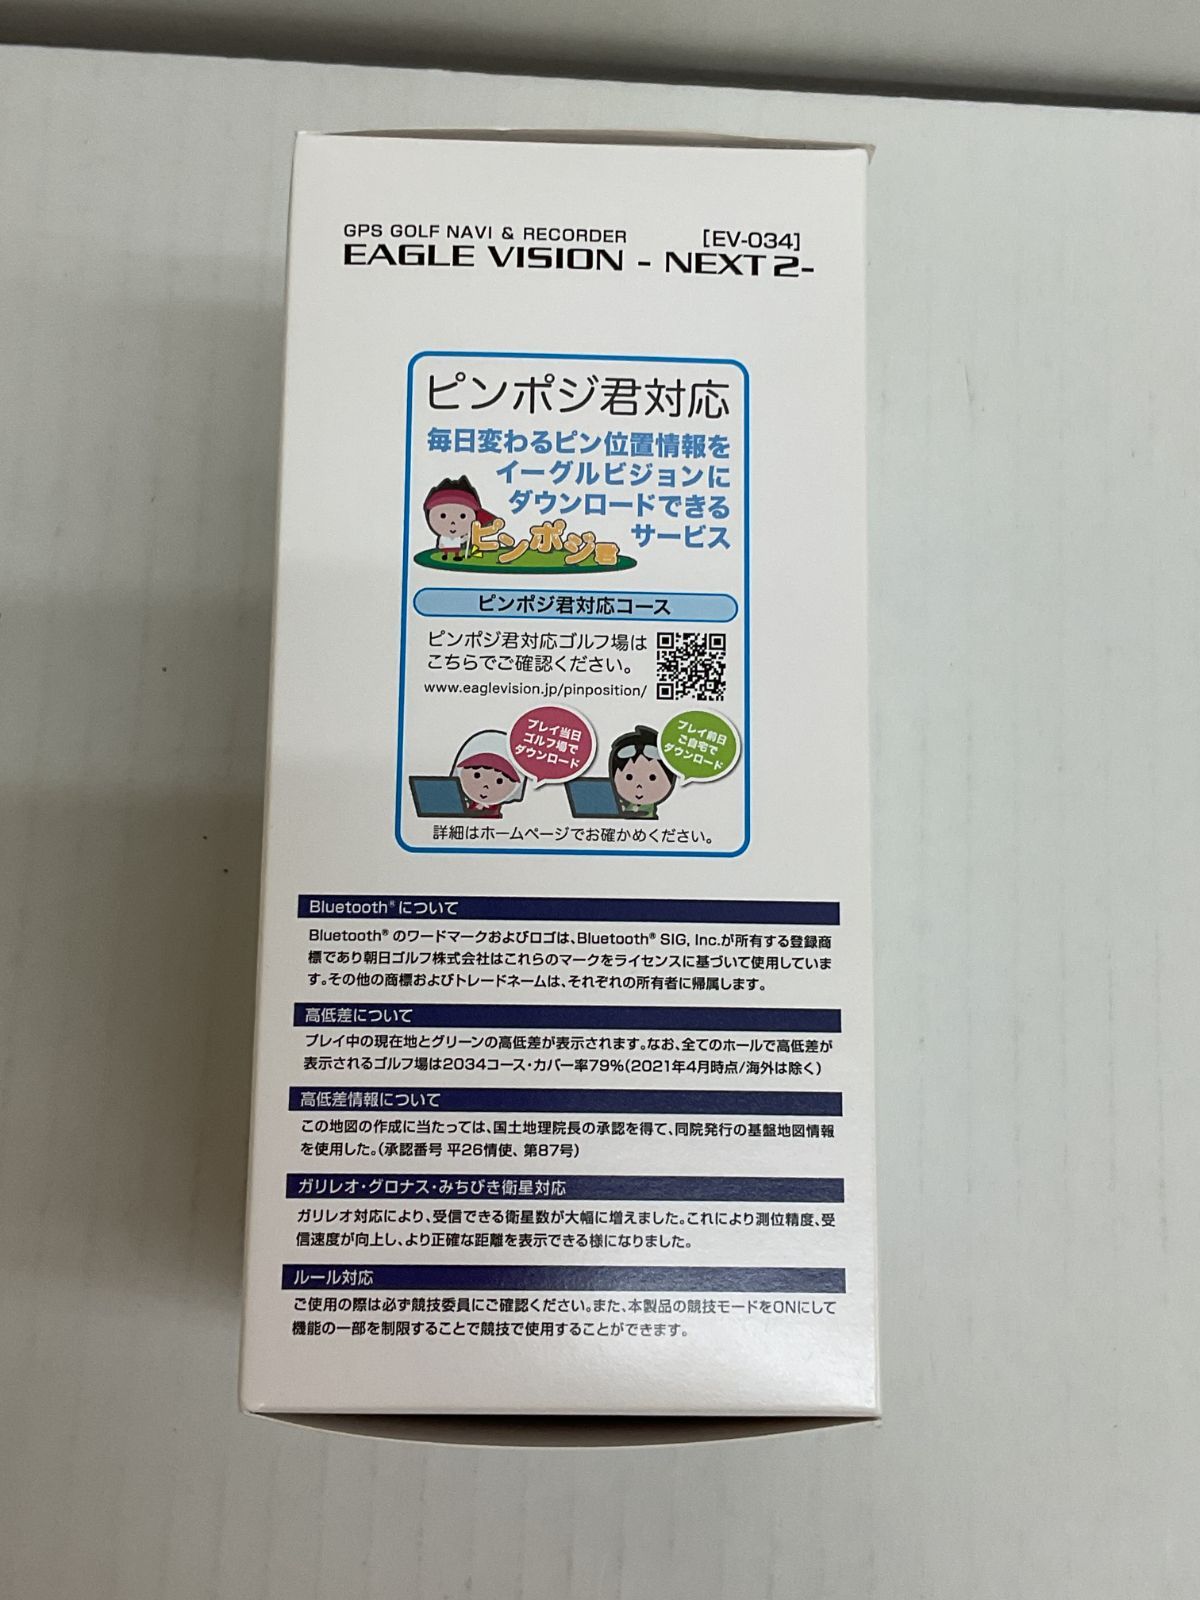 GPS GOLF NAVI & RECORDER [EV-034]
EAGLE VISION - NEXT2-
ピンポジ君対応
毎日変わるピン位置情報を
イーグルビジョンに
ダウンロードできる
サービス
ピンポジ君
ピンポジ君対応コース
ピンポジ君対応ゴルフ場は
こちらでご確認ください。
www.eaglevision.jp/pinposition/
プレイ当日
ゴルフ場で
ダウンロード
プレイ前日
ご自宅で
ダウンロード
詳細はホームページでお確かめください。
Bluetooth®について
Bluetooth® のワードマークおよびロゴは、Bluetooth® SIG, Inc.が所有する登録商
標であり朝日ゴルフ株式会社はこれらのマークをライセンスに基づいて使用していま
す。その他の商標およびトレードネームは、それぞれの所有者に帰属します。
高低差について
プレイ中の現在地とグリーンの高低差が表示されます。なお、全てのホールで高低差が
表示されるゴルフ場は2034コース・カバー率79%(2021年4月時点/海外は除く)
高低差情報について
この地図の作成に当たっては、国土地理院長の承認を得て、同院発行の基盤地図情報
を使用した。(承認番号 平26情使、 第87号)
ガリレオ・グロナス・みちびき衛星対応
ガリレオ対応により、受信できる衛星数が大幅に増えました。これにより測位精度、受
信速度が向上し、より正確な距離を表示できる様になりました。
ルール対応
ご使用の際は必ず競技委員にご確認ください。また、本製品の競技モードをONにして
機能の一部を制限することで競技で使用することができます。